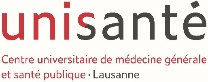 unisanté
Centre universitaire de médecine générale
et santé publique · Lausanne